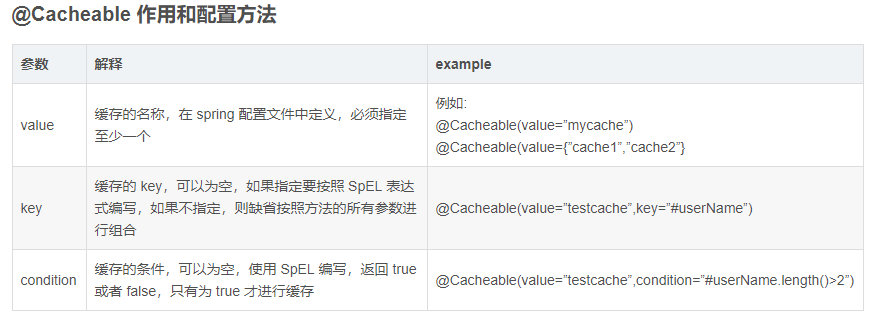 @Cacheable 作用和配置方法
参数 解释 example
value
缓存的名称，在 spring 配置文件中定义，必须指定
至少一个
例如:
@Cacheable(value=”mycache”)
@Cacheable(value={”cache1”,”cache2”}
key
缓存的 key，可以为空，如果指定要按照 SpEL 表达
式编写，如果不指定，则缺省按照方法的所有参数进
行组合
@Cacheable(value=”testcache”,key=”#userName”)
condition
缓存的条件，可以为空，使用 SpEL 编写，返回 true
或者 false，只有为 true 才进行缓存
@Cacheable(value=”testcache”,condition=”#userName.length()>2”)